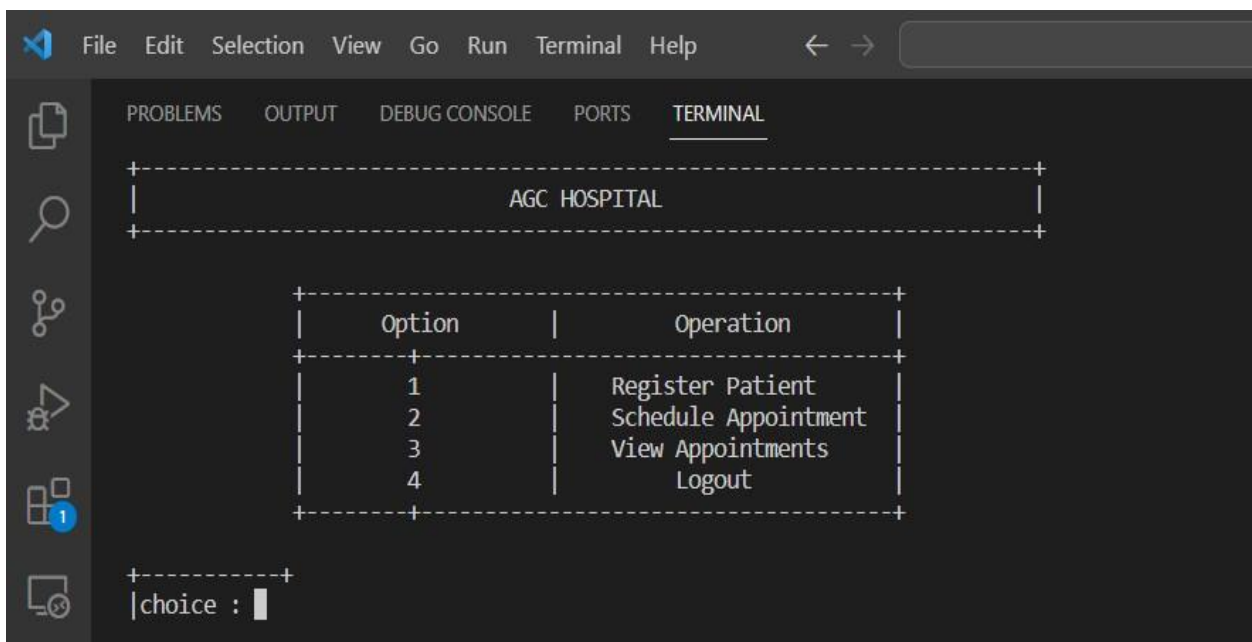 File Edit Selection View Go Run Terminal Help ← →
PROBLEMS OUTPUT DEBUG CONSOLE PORTS TERMINAL
+----------------------------------------------------------------------+
| AGC HOSPITAL |
+----------------------------------------------------------------------+
+----------------------------------------------+
| Option | Operation |
+--------+-------------------------------------+
| 1 | Register Patient |
| 2 | Schedule Appointment |
| 3 | View Appointments |
| 4 | Logout |
+--------+-------------------------------------+
1
+-----------+
|choice :